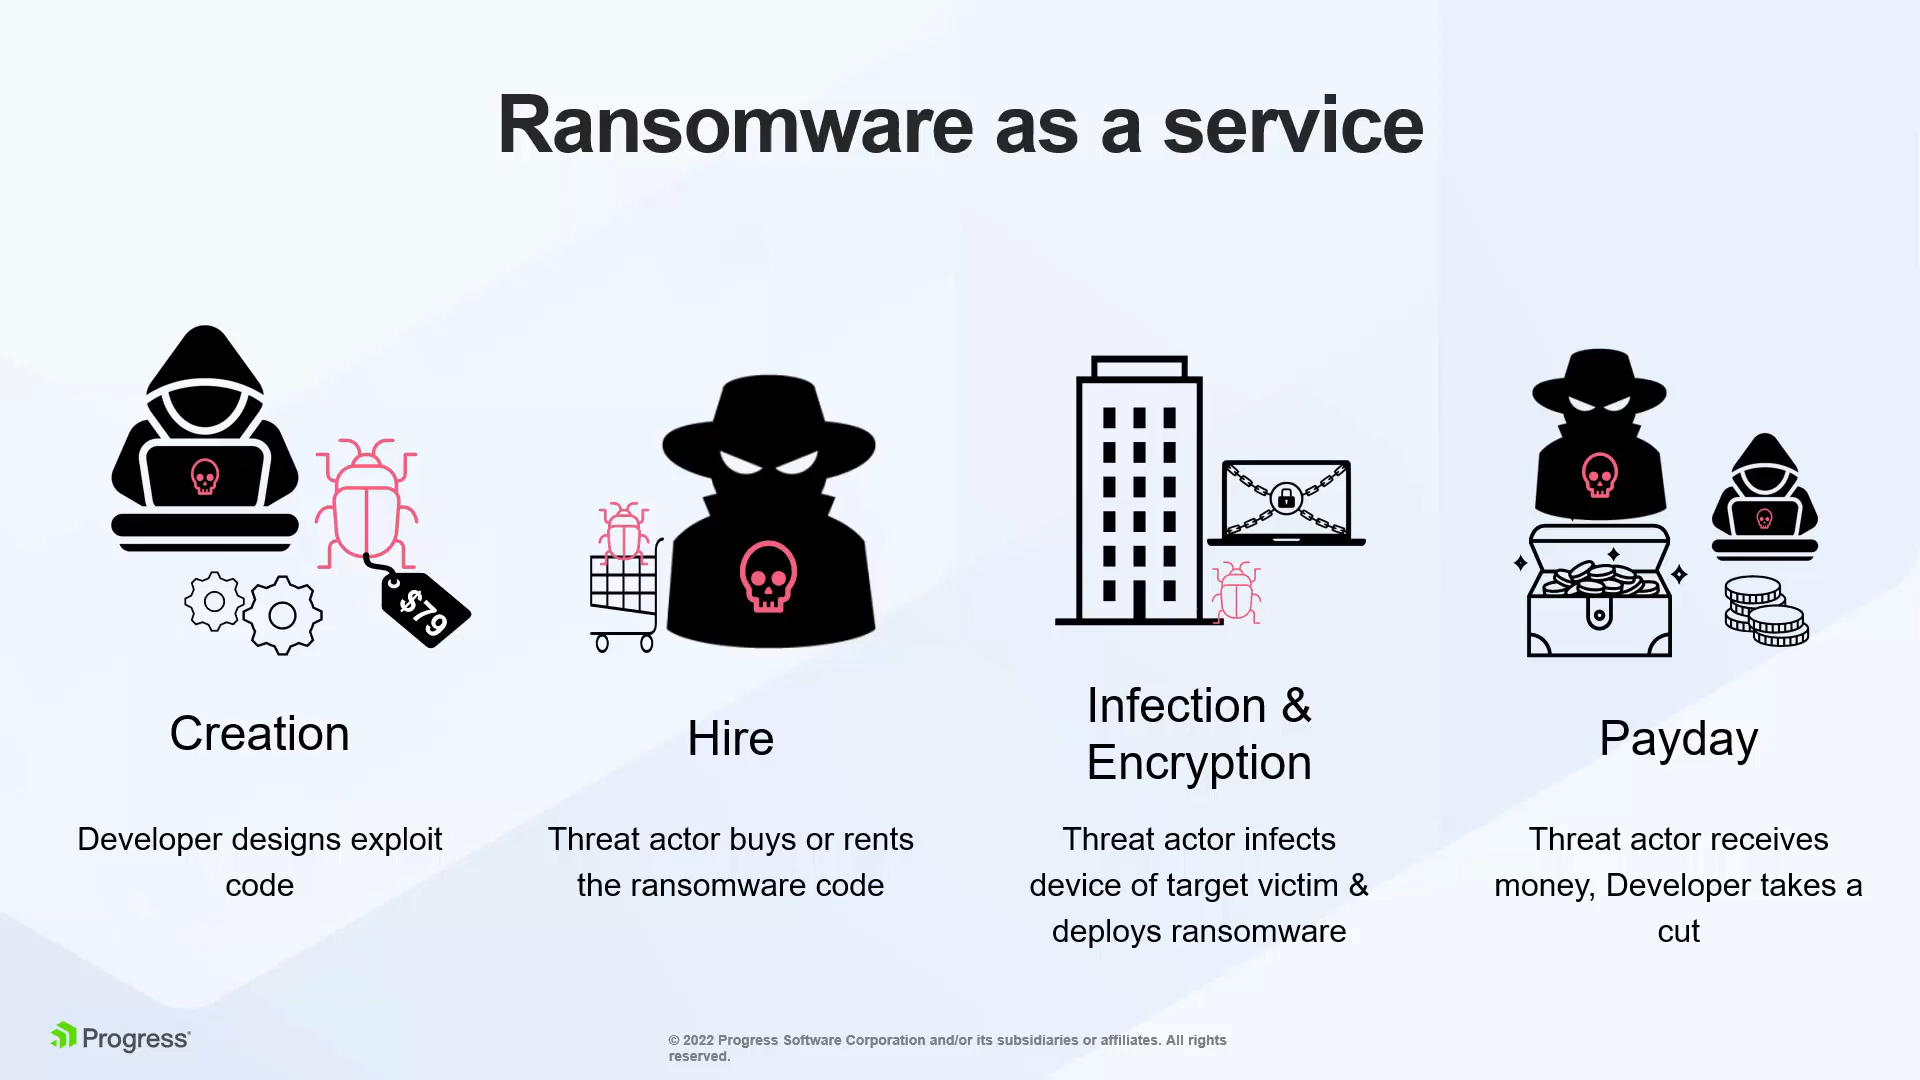 Ransomware as a service
$79
Creation
Developer designs exploit
code
Hire
Threat actor buys or rents
the ransomware code
Infection &
Encryption
Threat actor infects
device of target victim &
deploys ransomware
Payday
Threat actor receives
money, Developer takes a
cut
Progress
© 2022 Progress Software Corporation and/or its subsidiaries or affiliates. All rights
reserved.